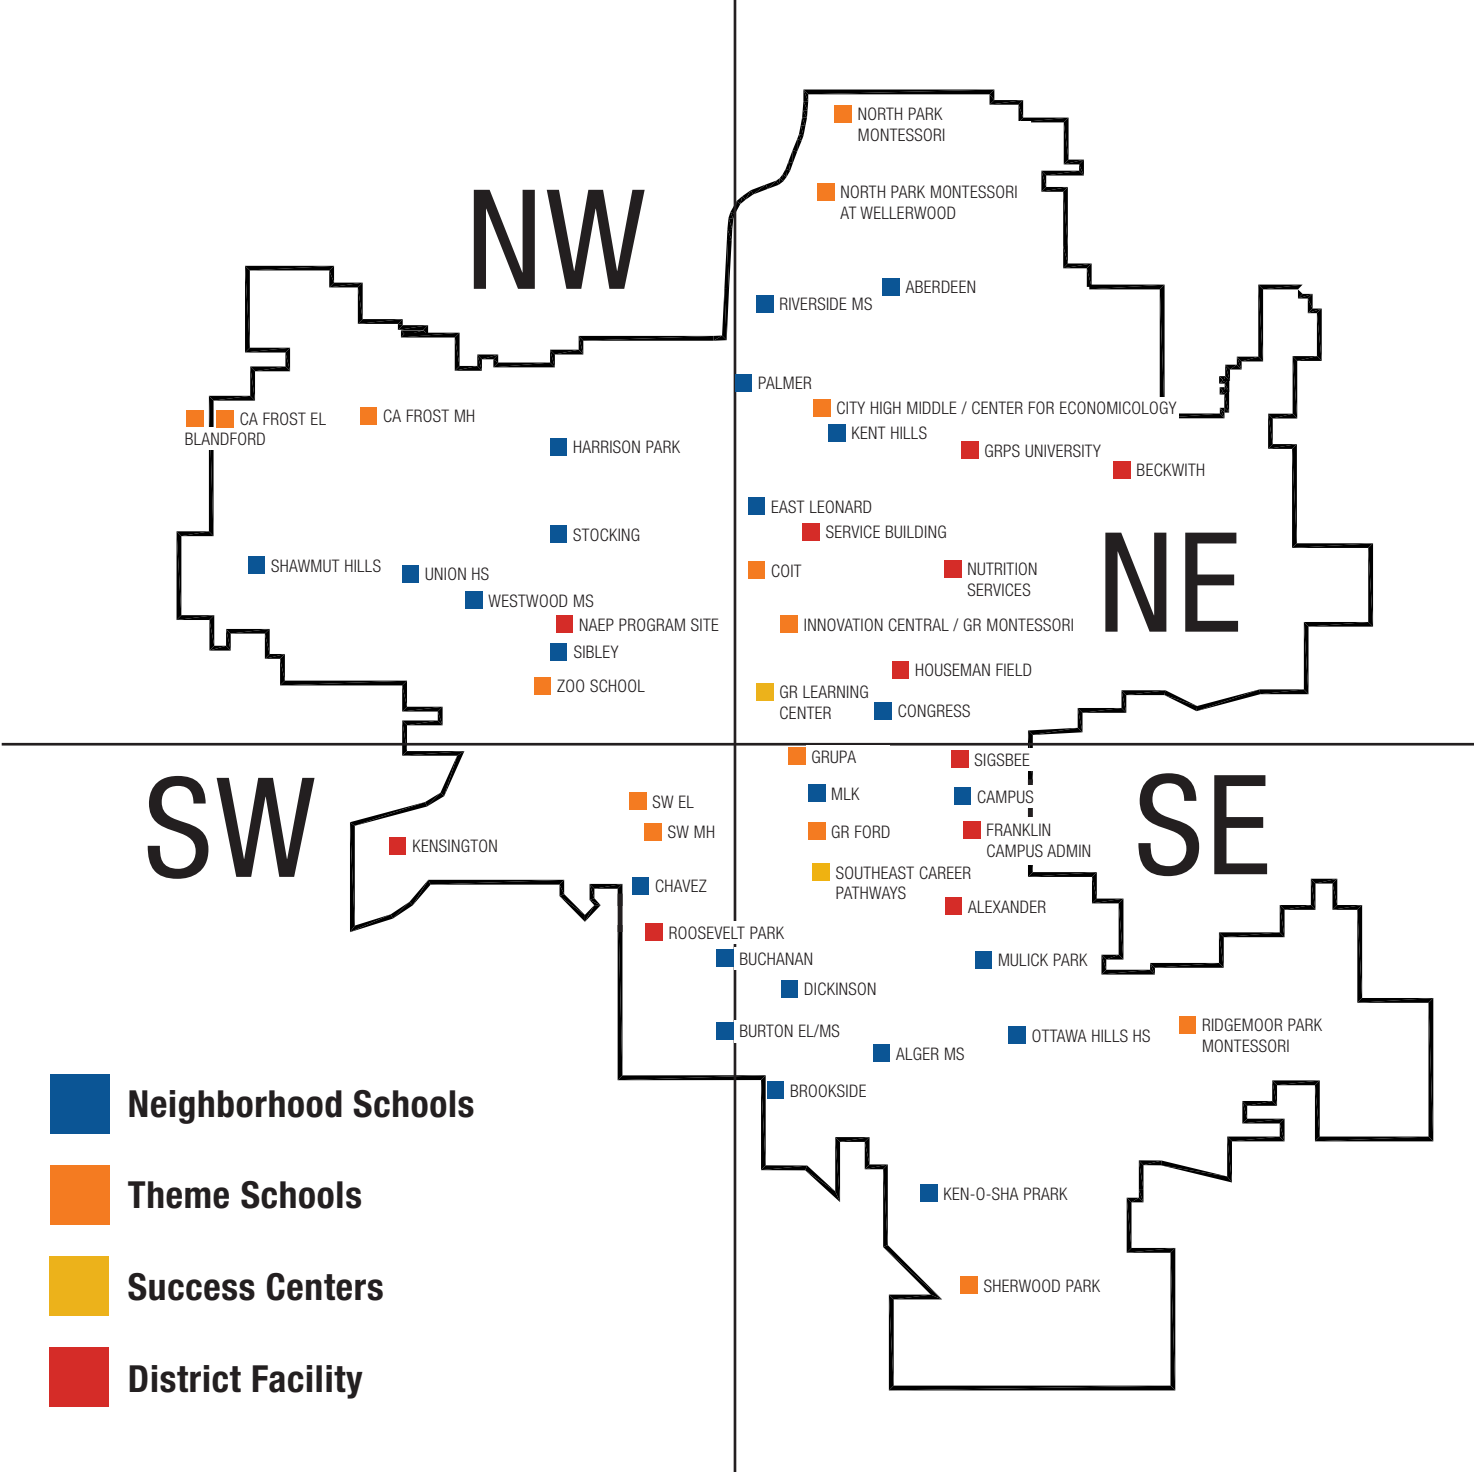 NORTH PARK
MONTESSORI
NORTH PARK MONTESSORI
AT WELLERWOOD
NW
ABERDEEN
RIVERSIDE MS
PALMER
CITY HIGH MIDDLE / CENTER FOR ECONOMICOLOGY
CA FROST EL
CA FROST MH
BLANDFORD
KENT HILLS
HARRISON PARK
GRPS UNIVERSITY
BECKWITH
EAST LEONARD
SERVICE BUILDING
STOCKING
NE
SHAWMUT HILLS
UNION HS
COIT
NUTRITION
SERVICES
WESTWOOD MS
NAEP PROGRAM SITE
INNOVATION CENTRAL / GR MONTESSORI
SIBLEY
HOUSEMAN FIELD
ZOO SCHOOL
GR LEARNING
CENTER
CONGRESS
GRUPA
SIGSBEE
SW
SE
MLK
CAMPUS
SW EL
SW MH
GR FORD
FRANKLIN
CAMPUS ADMIN
KENSINGTON
SOUTHEAST CAREER
PATHWAYS
CHAVEZ
ALEXANDER
ROOSEVELT PARK
BUCHANAN
MULICK PARK
DICKINSON
BURTON EL/MS
OTTAWA HILLS HS
RIDGEMOOR PARK
MONTESSORI
ALGER MS
BROOKSIDE
Neighborhood Schools
Theme Schools
KEN-O-SHA PRARK
Success Centers
SHERWOOD PARK
District Facility